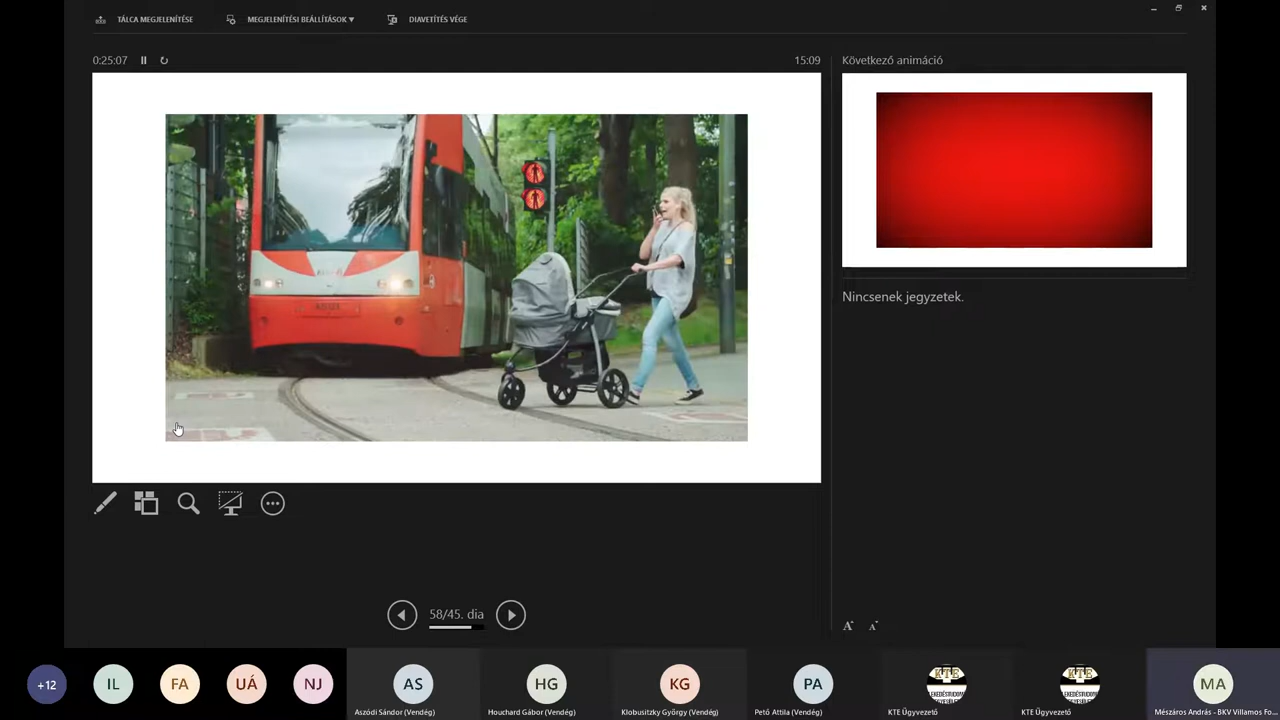 TÁLCA MEGJELENÍTÉSE
MEGJELENÍTÉSI BEÁLLÍTÁSOK ▾
DIAVETÍTÉS VÉGE
0:25:07
15:09
Következő animáció
Nincsenek jegyzetek.
58/45. dia
A A
+12
IL
FA
UÁ
NJ
AS
HG
KG
PA
KTE
KTE
MA
Aszódi Sándor (Vendég)
Houchard Gábor (Vendég)
Klobusitzky György (Vendég)
Pető Attila (Vendég)
KTE Ügyvezető
KTE Ügyvezető
Mészáros András - BKV Villamos Fo...